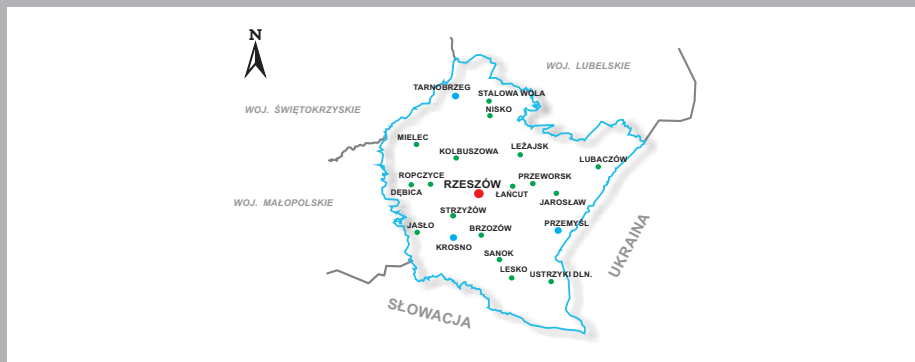 N
WOJ. LUBELSKIE
TARNOBRZEG
STALOWA WOLA
NISKO
WOJ. ŚWIĘTOKRZYSKIE
MIELEC
KOLBUSZOWA
LEŻAJSK
LUBACZÓW
ROPCZYCE
RZESZÓW
PRZEWORSK
DĘBICA
ŁAŃCUT
JAROSŁAW
WOJ. MAŁOPOLSKIE
STRZYŻÓW
JASŁO
BRZOZÓW
PRZEMYŚL
KROSNO
SANOK
LESKO
USTRZYKI DLN.
UKRAINA
SŁOWACJA